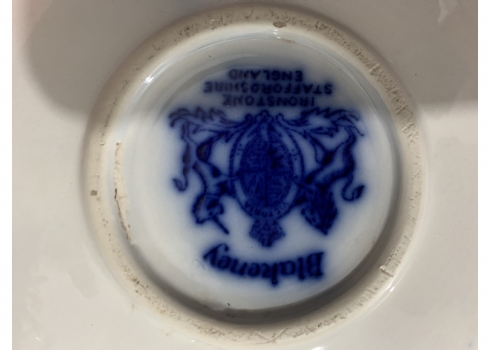 Blakeney
IRONSTONE
STAFFORDSHIRE
ENGLAND